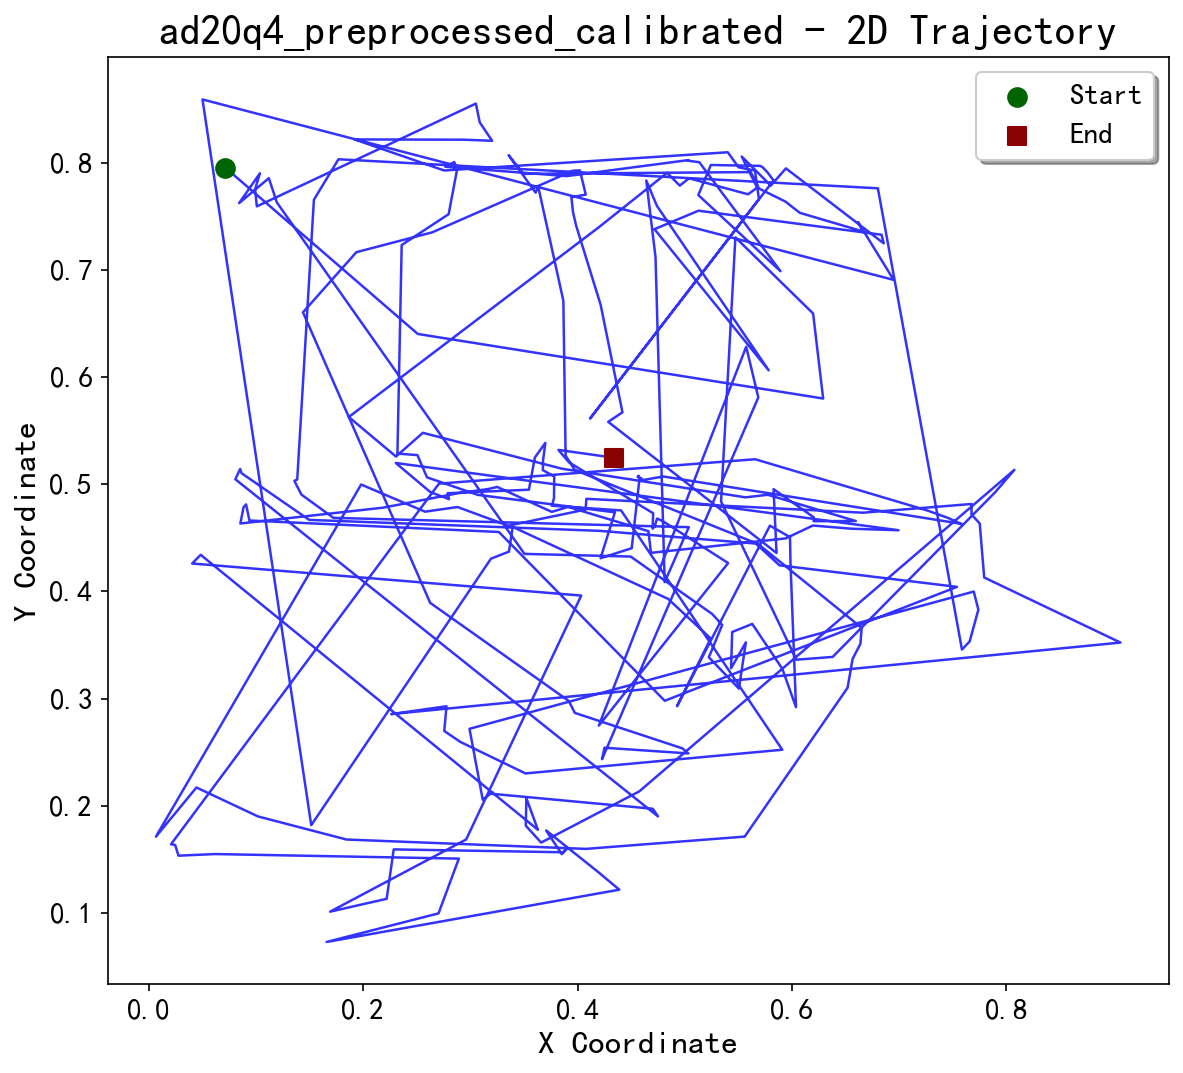 ad20q4_preprocessed_calibrated - 2D Trajectory
Start
End
Y Coordinate
0.8
0.7
0.6
0.5
0.4
0.3
0.2
0.1
0.0 0.2 0.4 0.6 0.8
X Coordinate